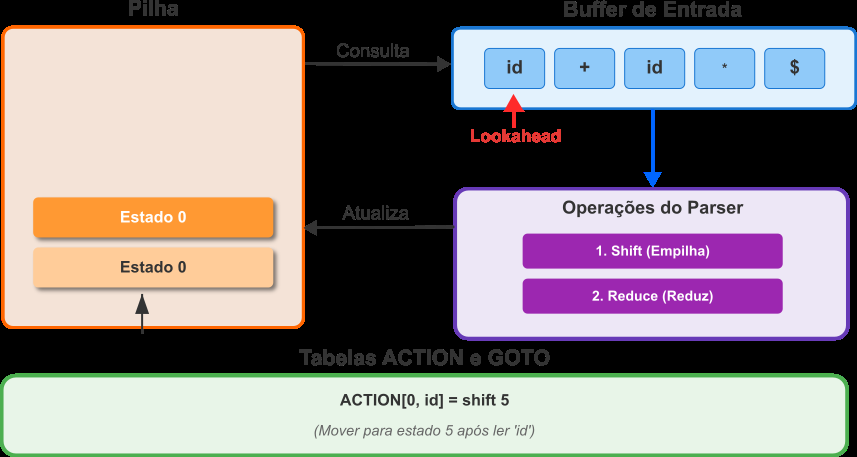 Pilha
Buffer de Entrada
Consulta
id + id * $
Lookahead
Estado 0
Estado 0
Atualiza
Operações do Parser
1. Shift (Empilha)
2. Reduce (Reduz)
Tabelas ACTION e GOTO
ACTION[0, id] = shift 5
(Mover para estado 5 após ler 'id')